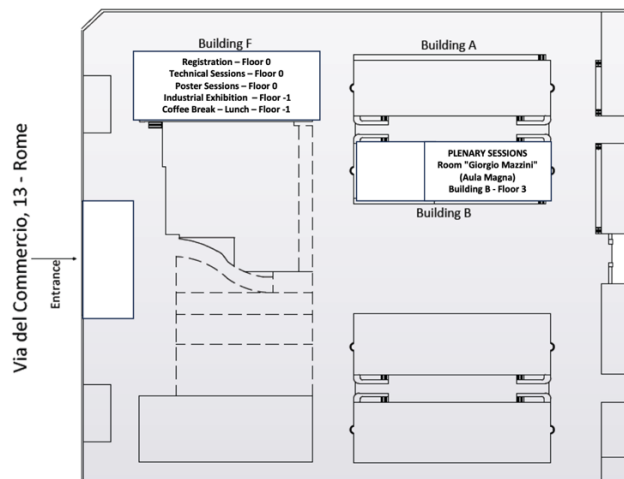 Building F
Registration – Floor 0
Technical Sessions – Floor 0
Poster Sessions – Floor 0
Industrial Exhibition – Floor -1
Coffee Break – Lunch – Floor -1
Building A
PLENARY SESSIONS
Room "Giorgio Mazzini"
(Aula Magna)
Building B - Floor 3
Building B
Via del Commercio, 13 - Rome
Entrance